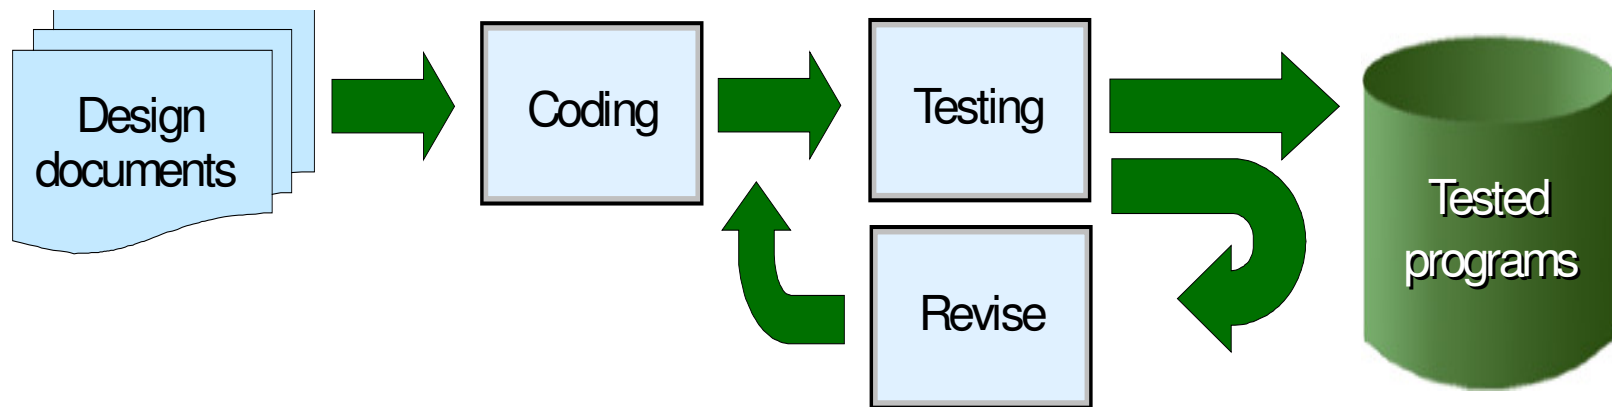 Design
documents
Coding
Testing
Revise
Tested
programs